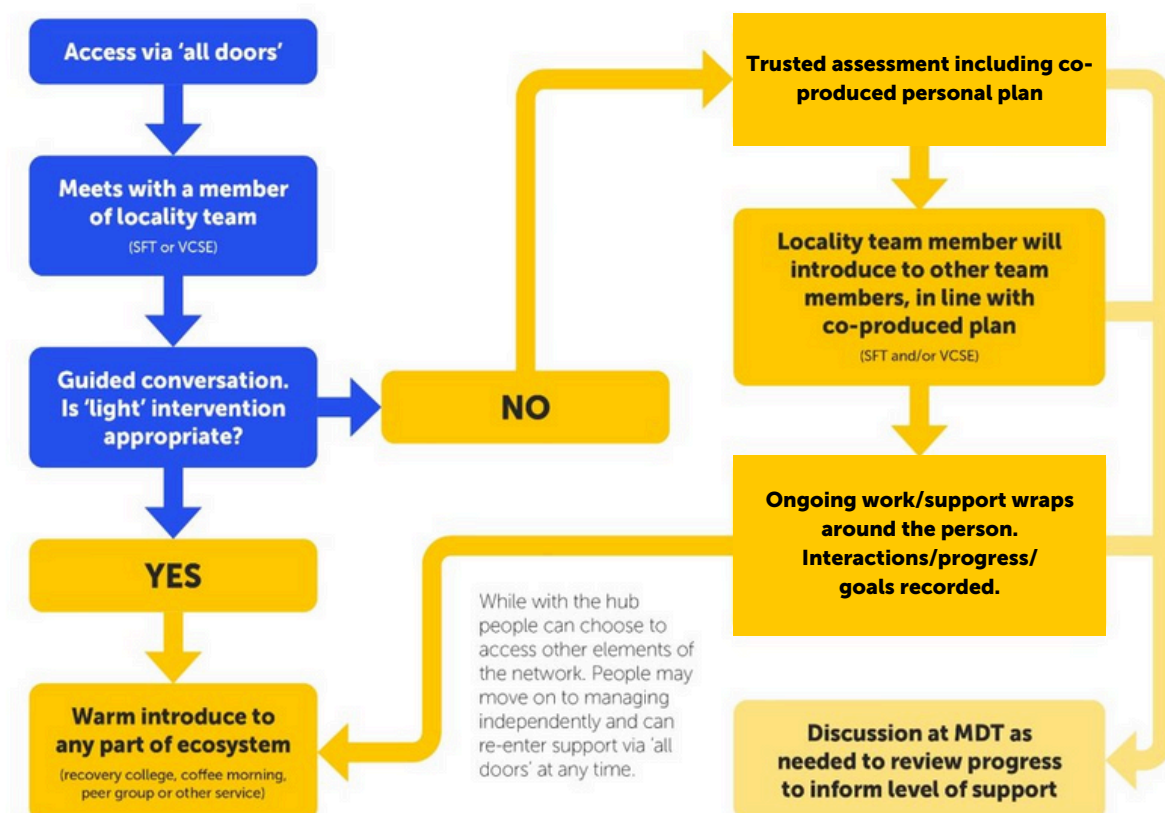 Access via ‘all doors’
Meets with a member
of locality team
(SFT or VCSE)
Guided conversation.
Is ‘light’ intervention
appropriate?
NO
YES
Warm introduce to
any part of ecosystem
(recovery college, coffee morning,
peer group or other service)
While with the hub
people can choose to
access other elements of
the network. People may
move on to managing
independently and can
re-enter support via ‘all
doors’ at any time.
Trusted assessment including co-
produced personal plan
Locality team member will
introduce to other team
members, in line with
co-produced plan
(SFT and/or VCSE)
Ongoing work/support wraps
around the person.
Interactions/progress/
goals recorded.
Discussion at MDT as
needed to review progress
to inform level of support